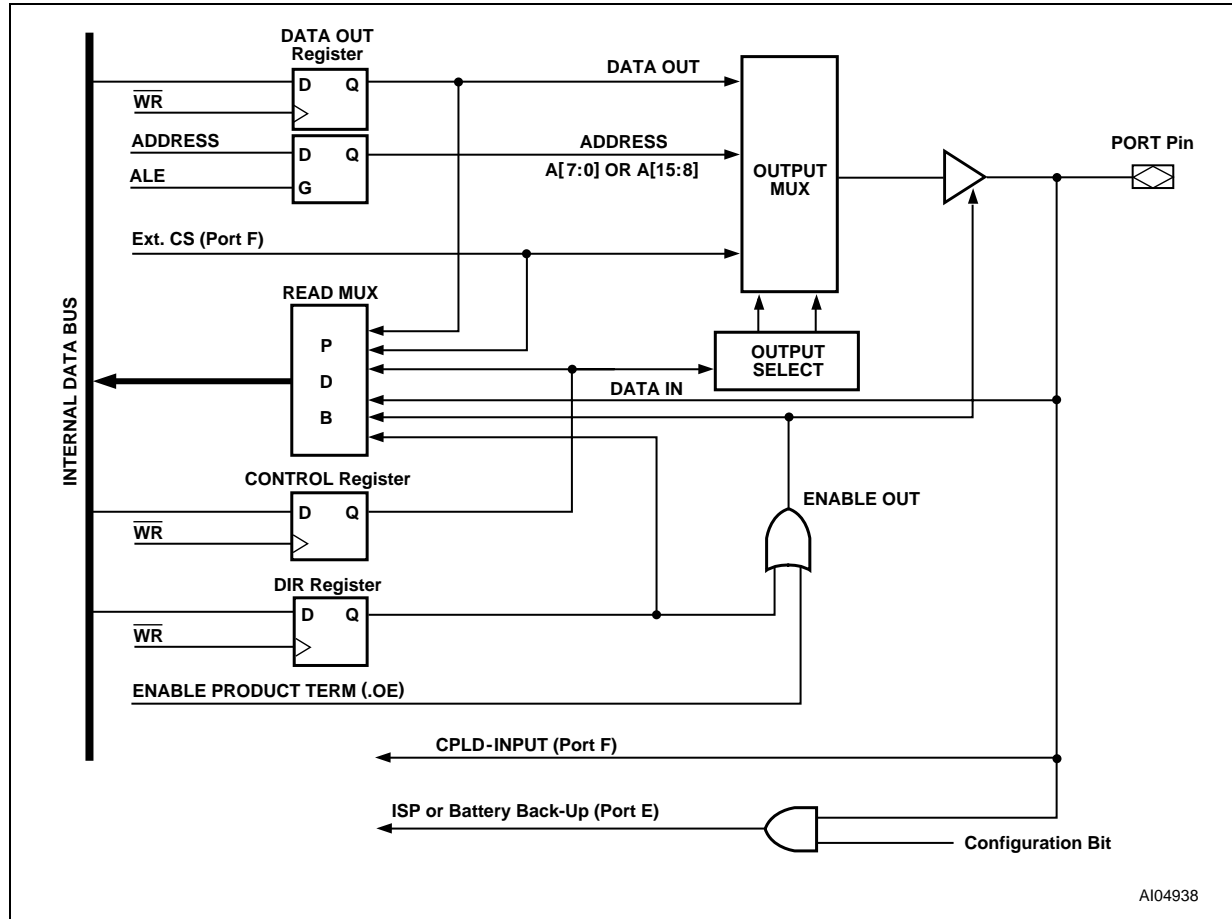 DATA OUT
Register
D Q
WR
DATA OUT
ADDRESS
D Q
ALE
G
ADDRESS
A[7:0] OR A[15:8]
OUTPUT
MUX
PORT Pin
Ext. CS (Port F)
READ MUX
P
D
B
OUTPUT
SELECT
DATA IN
INTERNAL DATA BUS
CONTROL Register
D Q
WR
ENABLE OUT
DIR Register
D Q
WR
ENABLE PRODUCT TERM (.OE)
CPLD-INPUT (Port F)
ISP or Battery Back-Up (Port E)
Configuration Bit
AI04938